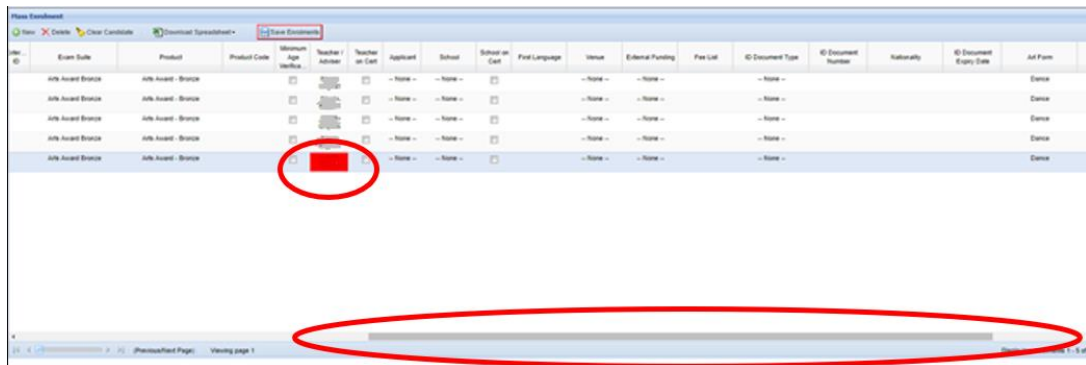 Mass Enrolment
New Delete Clear Candidate Download Spreadsheet Save Enrolments
ID Exam Suite Product Product Code Minimum Age Verifica... Teacher / Adviser Teacher on Cert Applicant School School on Cert First Language Venue External Funding Fee List ID Document Type ID Document Number Nationality ID Document Expiry Date Art Form
Arts Award Bronze Arts Award - Bronze -- None -- -- None -- -- None -- -- None -- -- None -- Dance
Arts Award Bronze Arts Award - Bronze -- None -- -- None -- -- None -- -- None -- -- None -- Dance
Arts Award Bronze Arts Award - Bronze -- None -- -- None -- -- None -- -- None -- -- None -- Dance
Arts Award Bronze Arts Award - Bronze -- None -- -- None -- -- None -- -- None -- -- None -- Dance
Arts Award Bronze Arts Award - Bronze -- None -- -- None -- -- None -- -- None -- -- None -- Dance
(Previous/Next Page) Viewing page 1 1 - 5 of